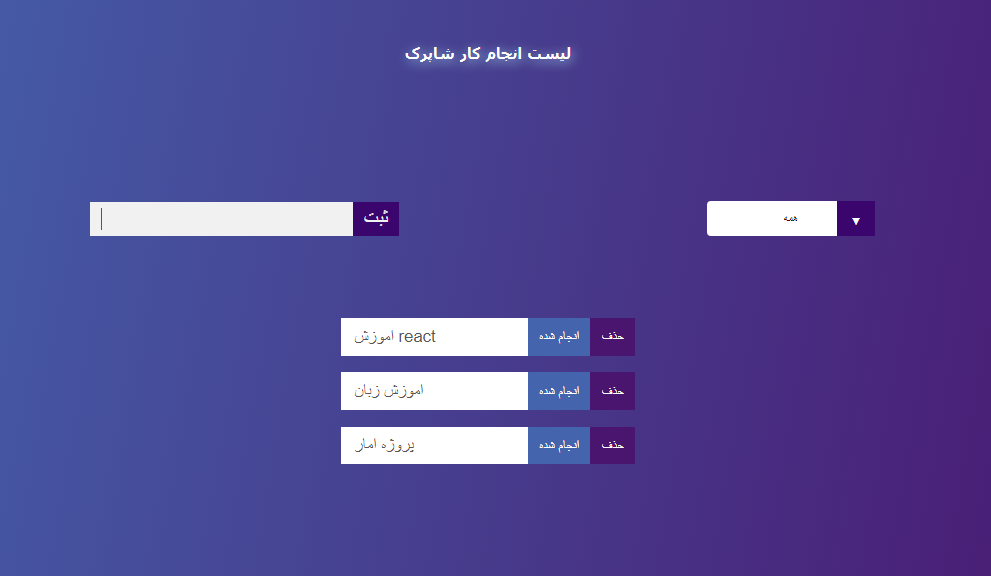 لیست انجام کار شاپرک
ثبت
همه
اموزش react
انجام شده
حذف
اموزش زبان
انجام شده
حذف
پروژه امار
انجام شده
حذف